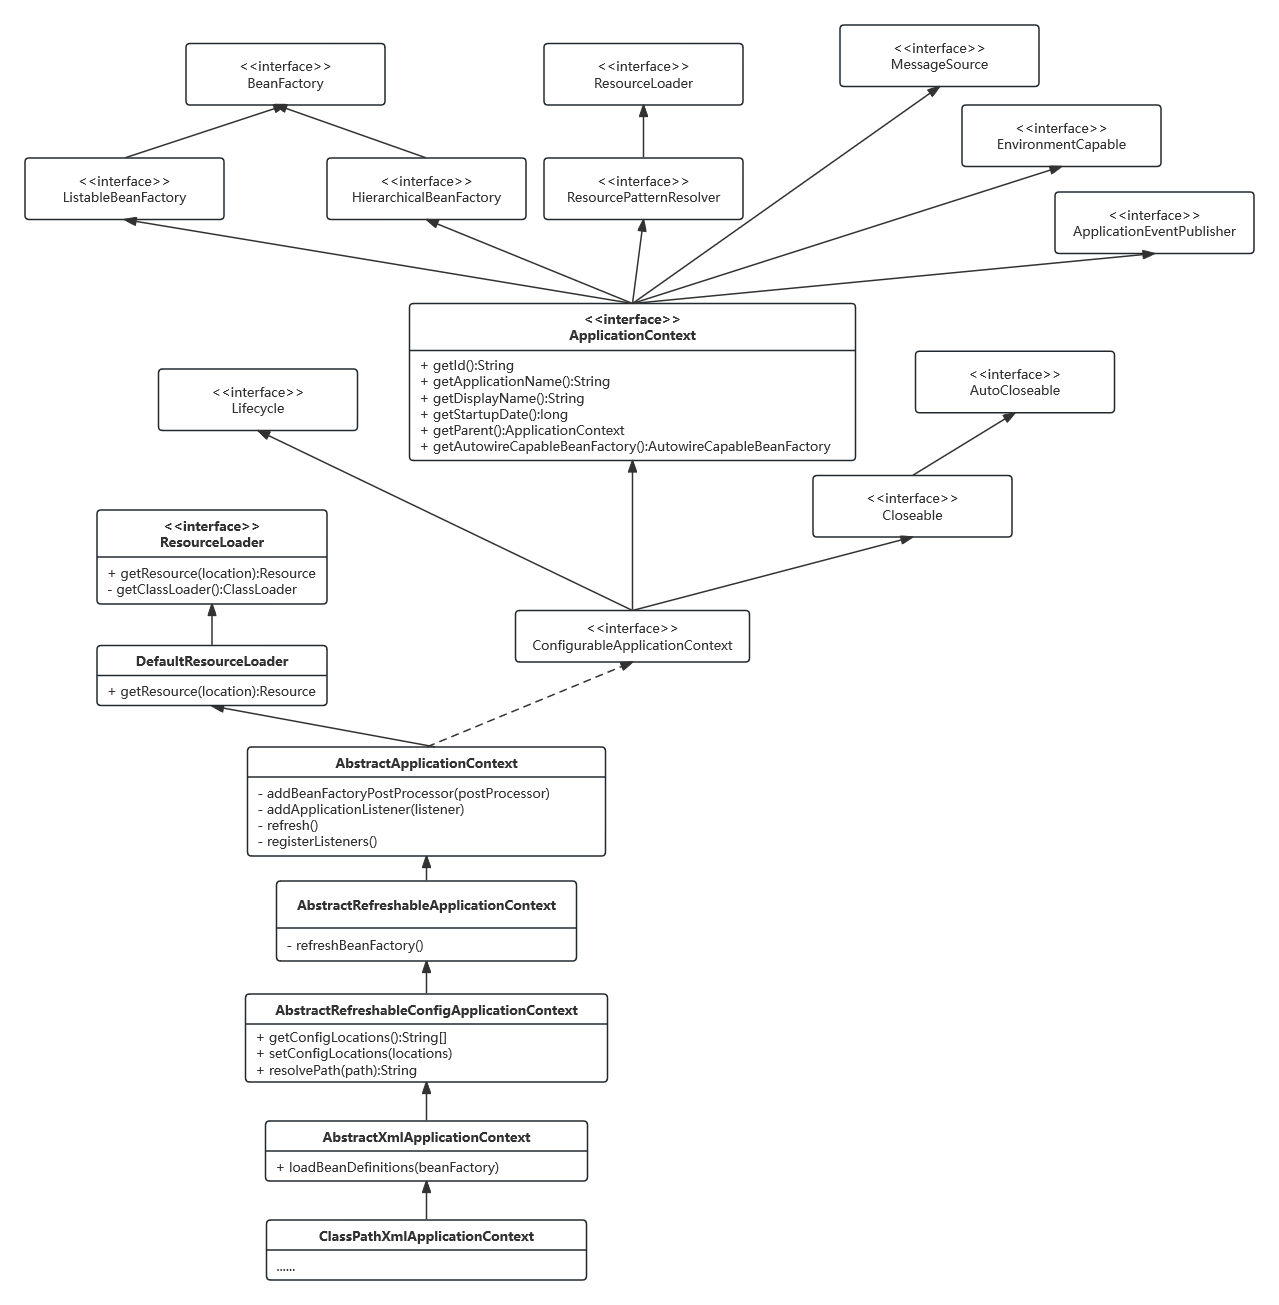 <<interface>>
BeanFactory
<<interface>>
ResourceLoader
<<interface>>
MessageSource
<<interface>>
EnvironmentCapable
<<interface>>
ListableBeanFactory
<<interface>>
HierarchicalBeanFactory
<<interface>>
ResourcePatternResolver
<<interface>>
ApplicationEventPublisher
<<interface>>
ApplicationContext
+ getId():String
+ getApplicationName():String
+ getDisplayName():String
+ getStartupDate():long
+ getParent():ApplicationContext
+ getAutowireCapableBeanFactory():AutowireCapableBeanFactory
<<interface>>
Lifecycle
<<interface>>
AutoCloseable
<<interface>>
Closeable
<<interface>>
ResourceLoader
+ getResource(location):Resource
- getClassLoader():ClassLoader
<<interface>>
ConfigurableApplicationContext
DefaultResourceLoader
+ getResource(location):Resource
AbstractApplicationContext
- addBeanFactoryPostProcessor(postProcessor)
- addApplicationListener(listener)
- refresh()
- registerListeners()
AbstractRefreshableApplicationContext
- refreshBeanFactory()
AbstractRefreshableConfigApplicationContext
+ getConfigLocations():String[]
+ setConfigLocations(locations)
+ resolvePath(path):String
AbstractXmlApplicationContext
+ loadBeanDefinitions(beanFactory)
ClassPathXmlApplicationContext
......